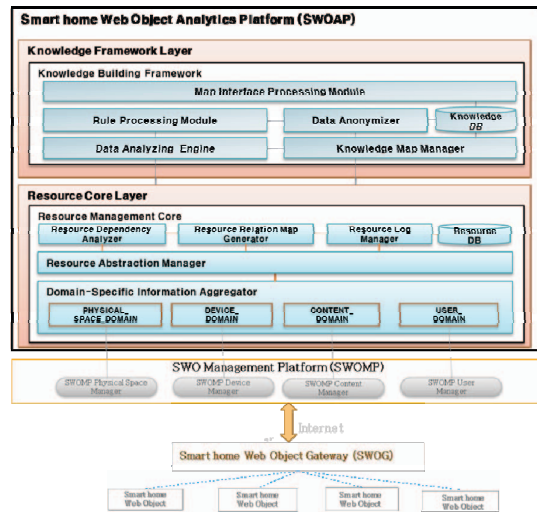 Smart home Web Object Analytics Platform (SWOAP)
Knowledge Framework Layer
Knowledge Building Framework
Map Interface Processing Module
Rule Processing Module
Data Anonymizer
Knowledge
DB
Data Analyzing Engine
Knowledge Map Manager
Resource Core Layer
Resource Management Core
Resource Dependency
Analyzer
Resource Relation Map
Generator
Resource Log
Manager
Resource
DB
Resource Abstraction Manager
Domain-Specific Information Aggregator
PHYSICAL_
SPACE_DOMAIN
DEVICE_
DOMAIN
CONTENT_
DOMAIN
USER_
DOMAIN
SWO Management Platform (SWOMP)
SWOMP Physical Space
Manager
SWOMP Device
Manager
SWOMP Content
Manager
SWOMP User
Manager
Internet
Smart home Web Object Gateway (SWOG)
Smart home
Web Object
Smart home
Web Object
Smart home
Web Object
Smart home
Web Object